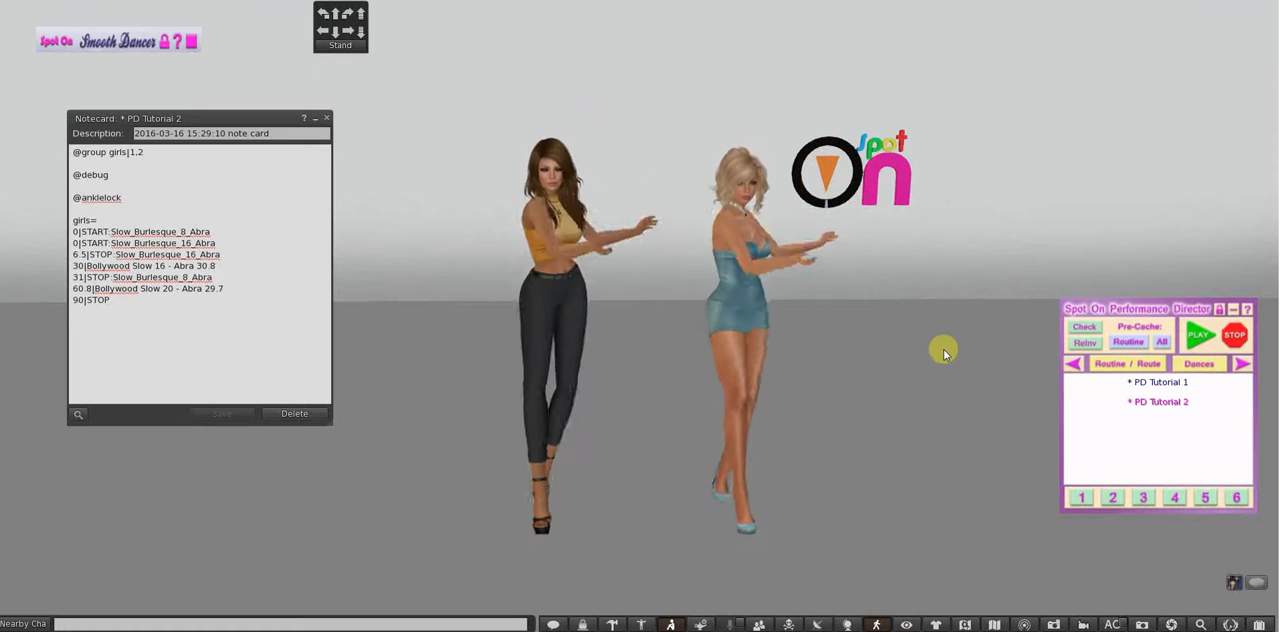 Spot On Smooth Dancer ?
Stand
Notecard: * PD Tutorial 2
Description: 2016-03-16 15:29:10 note card
@group girls|1,2
@debug
@anklelock
girls=
0|START:Slow_Burlesque_8_Abra
0|START:Slow_Burlesque_16_Abra
6.5|STOP:Slow_Burlesque_16_Abra
30|Bollywood Slow 16 - Abra 30.8
31|STOP:Slow_Burlesque_8_Abra
60.8|Bollywood Slow 20 - Abra 29.7
90|STOP
Save Delete
spot
On
Spot On Performance Director ?
Check Pre-Cache: PLAY STOP
ReInv Routine All
Routine / Route Dances
* PD Tutorial 1
* PD Tutorial 2
1 2 3 4 5 6
Nearby Cha
AC